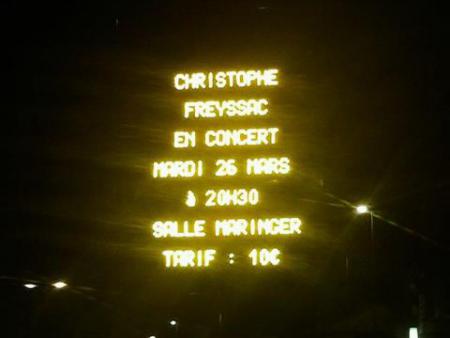 CHRISTOPHE
FREYSSAC
EN CONCERT
MARDI 26 MARS
à 20H30
SALLE MARINGER
TARIF : 10€